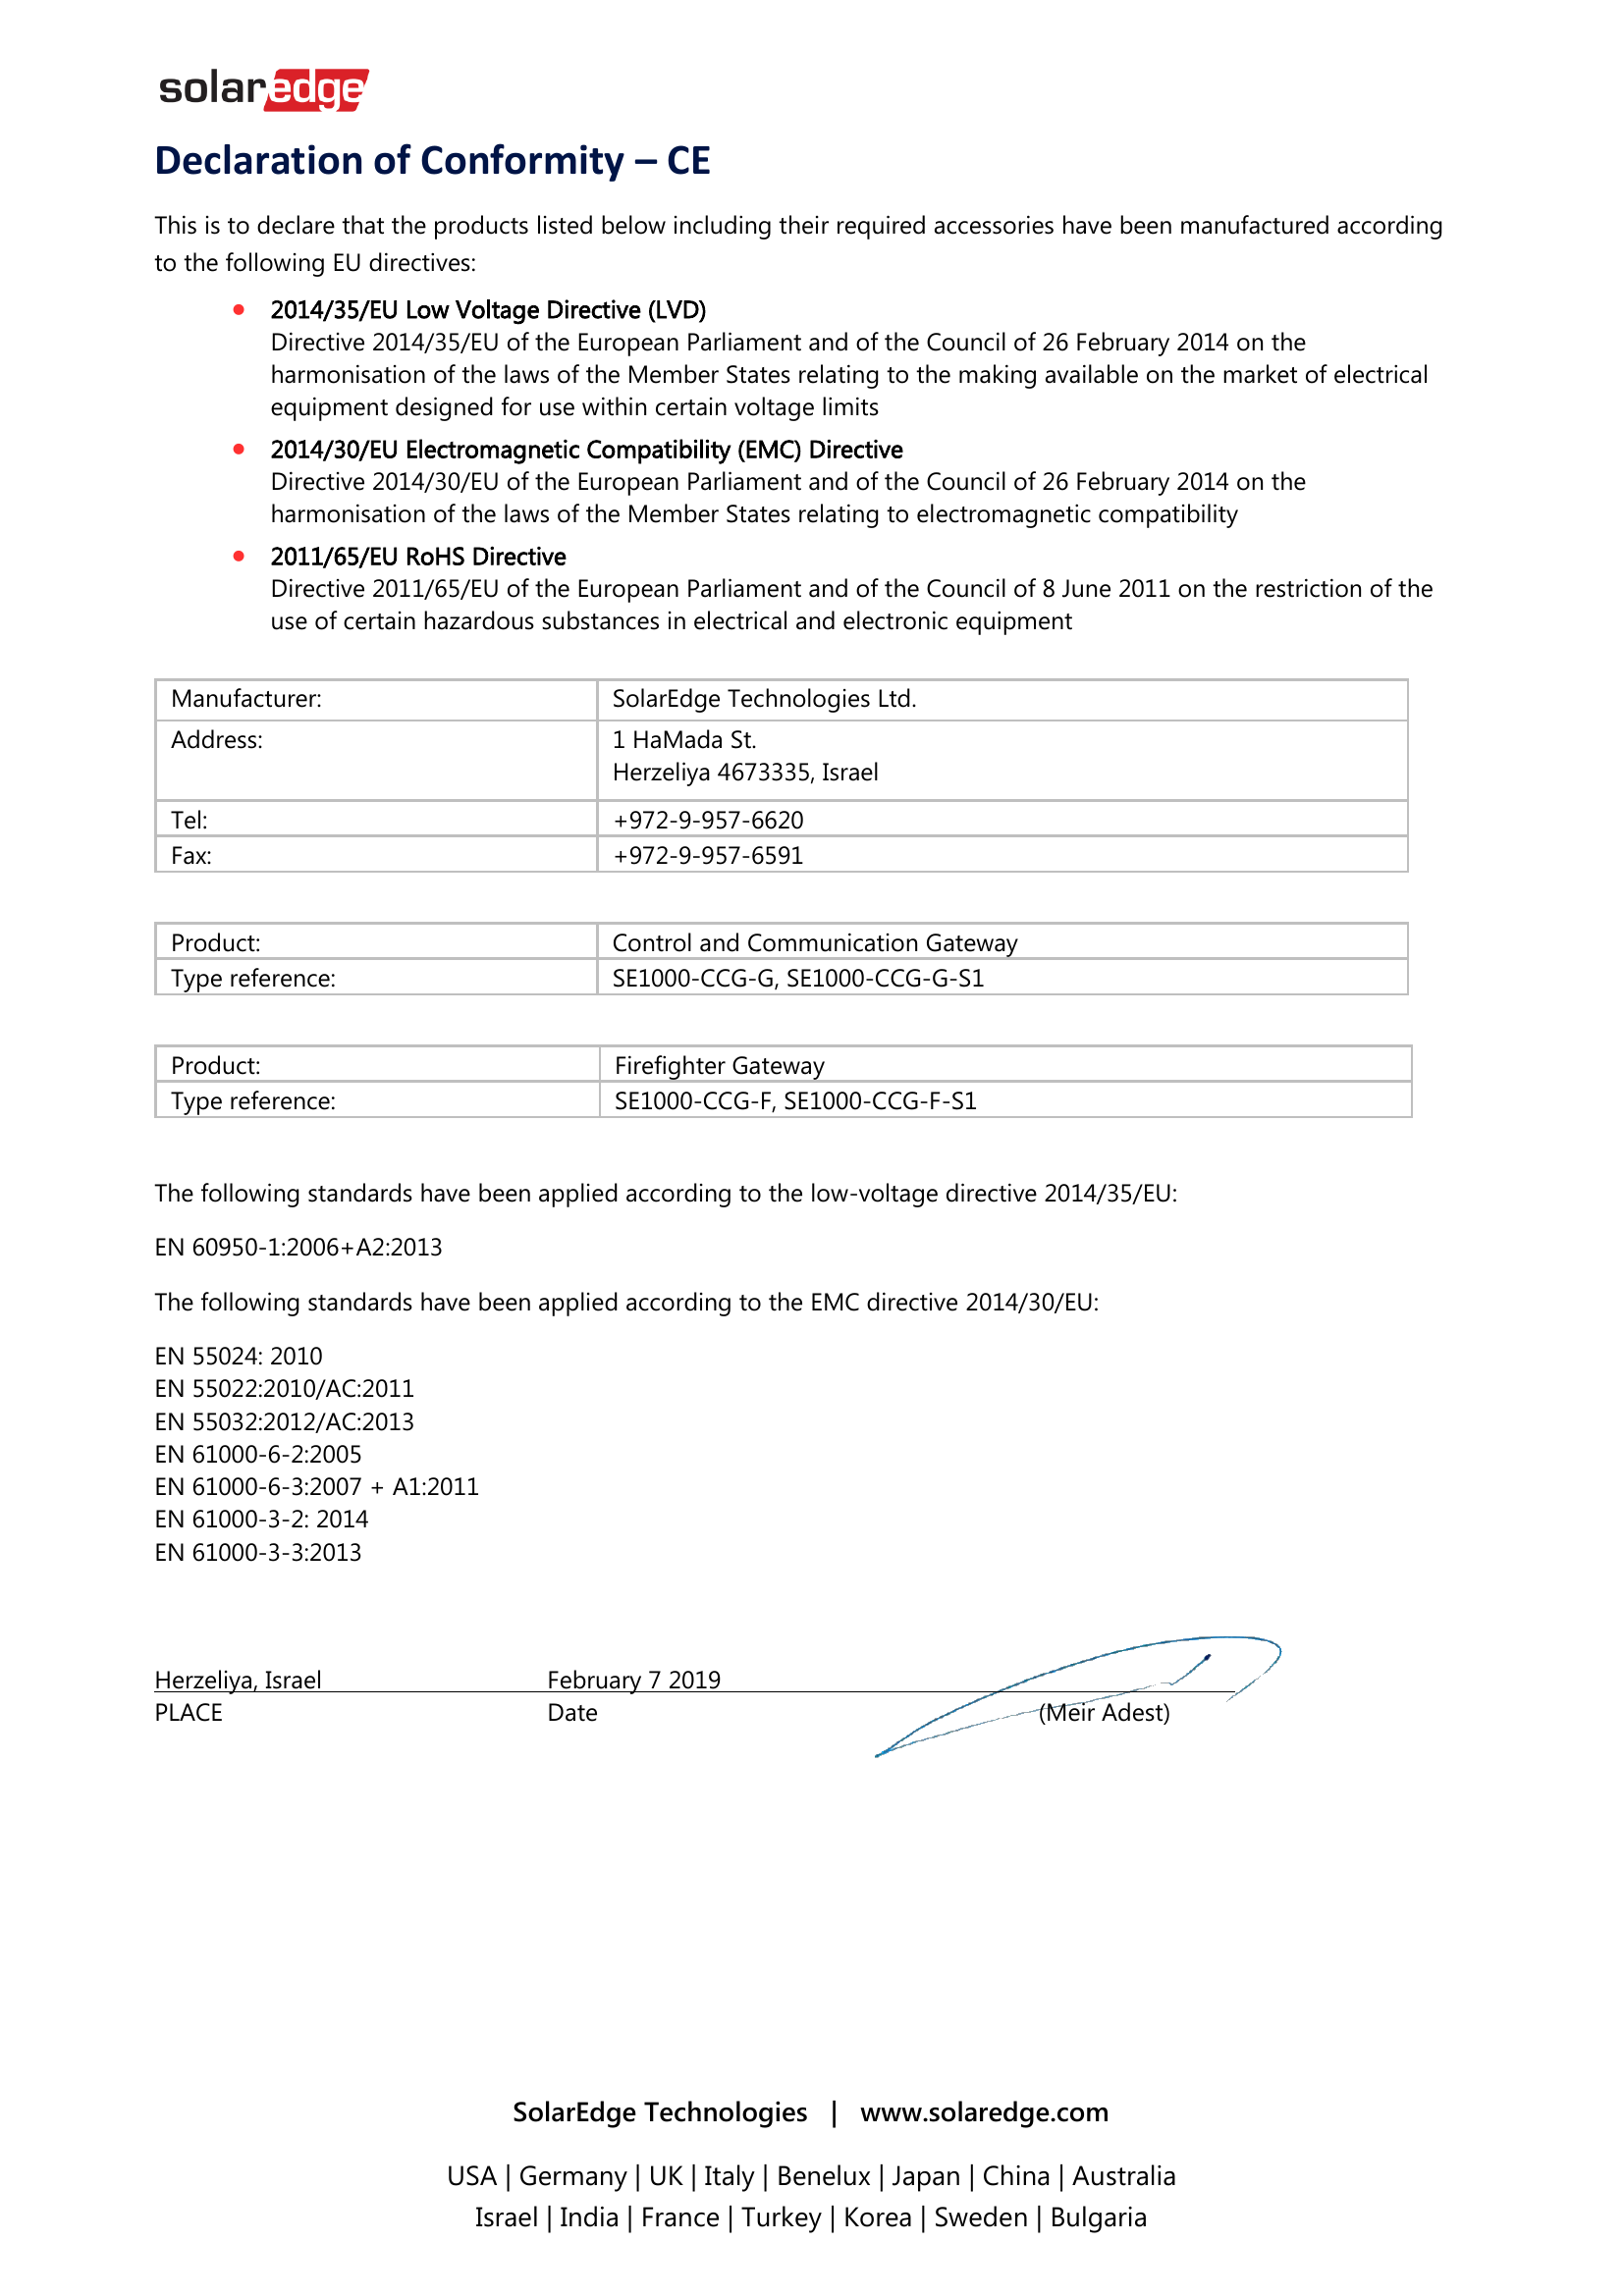 solaredge
Declaration of Conformity – CE
This is to declare that the products listed below including their required accessories have been manufactured according
to the following EU directives:
• 2014/35/EU Low Voltage Directive (LVD)
Directive 2014/35/EU of the European Parliament and of the Council of 26 February 2014 on the
harmonisation of the laws of the Member States relating to the making available on the market of electrical
equipment designed for use within certain voltage limits
• 2014/30/EU Electromagnetic Compatibility (EMC) Directive
Directive 2014/30/EU of the European Parliament and of the Council of 26 February 2014 on the
harmonisation of the laws of the Member States relating to electromagnetic compatibility
• 2011/65/EU RoHS Directive
Directive 2011/65/EU of the European Parliament and of the Council of 8 June 2011 on the restriction of the
use of certain hazardous substances in electrical and electronic equipment
Manufacturer: SolarEdge Technologies Ltd.
Address: 1 HaMada St.
Herzeliya 4673335, Israel
Tel: +972-9-957-6620
Fax: +972-9-957-6591
Product: Control and Communication Gateway
Type reference: SE1000-CCG-G, SE1000-CCG-G-S1
Product: Firefighter Gateway
Type reference: SE1000-CCG-F, SE1000-CCG-F-S1
The following standards have been applied according to the low-voltage directive 2014/35/EU:
EN 60950-1:2006+A2:2013
The following standards have been applied according to the EMC directive 2014/30/EU:
EN 55024: 2010
EN 55022:2010/AC:2011
EN 55032:2012/AC:2013
EN 61000-6-2:2005
EN 61000-6-3:2007 + A1:2011
EN 61000-3-2: 2014
EN 61000-3-3:2013
Herzeliya, Israel February 7 2019
PLACE Date (Meir Adest)
SolarEdge Technologies | www.solaredge.com
USA | Germany | UK | Italy | Benelux | Japan | China | Australia
Israel | India | France | Turkey | Korea | Sweden | Bulgaria